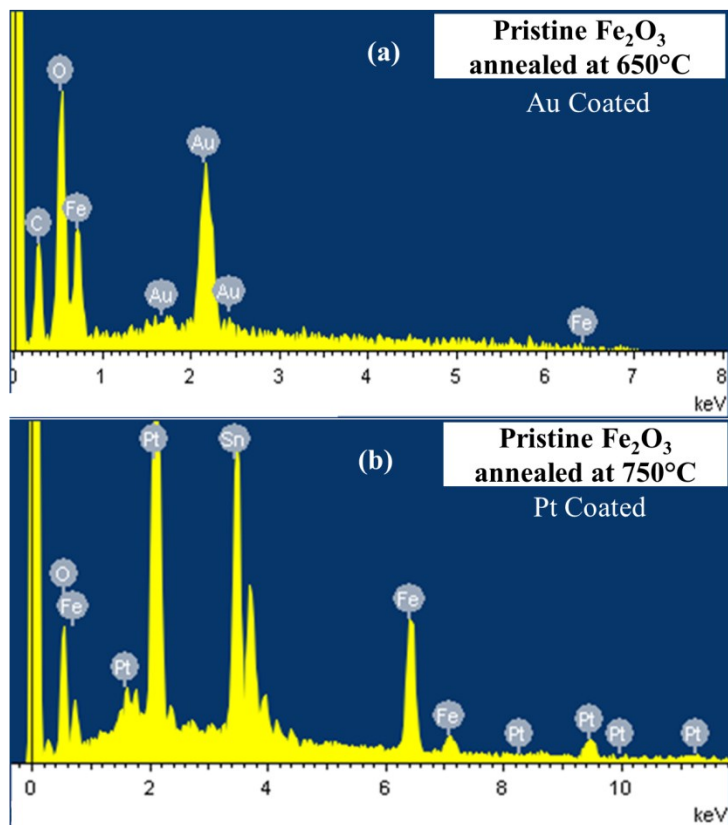 (a)
Pristine Fe₂O₃
annealed at 650°C
Au Coated
O
Au
C
Fe
Au
Au
Fe
0 1 2 3 4 5 6 7 8
keV
(b)
Pristine Fe₂O₃
annealed at 750°C
Pt Coated
Pt
Sn
O
Fe
Fe
Pt
Fe
Pt
Pt
Pt
Pt
0 2 4 6 8 10
keV